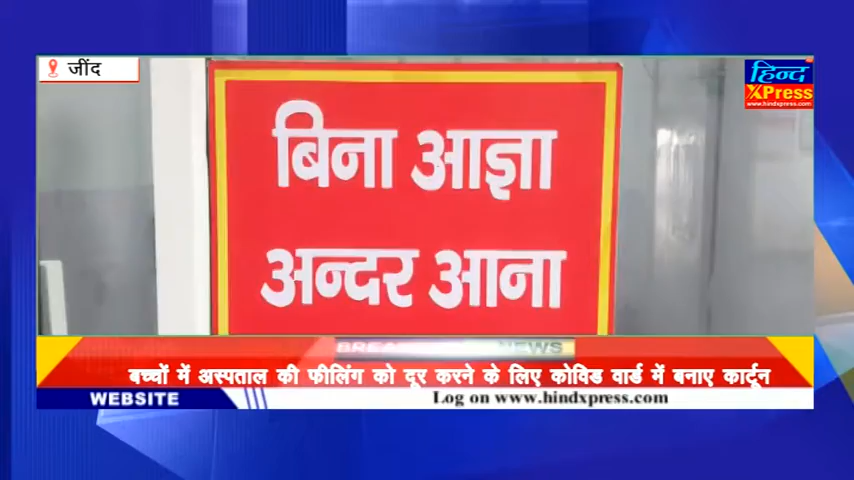 जींद
हिन्द
XPress
www.hindxpress.com
बिना आज्ञा
अन्दर आना
BREAKING NEWS
बच्चों में अस्पताल की फीलिंग को दूर करने के लिए कोविड वार्ड में बनाए कार्टून
WEBSITE
Log on www.hindxpress.com